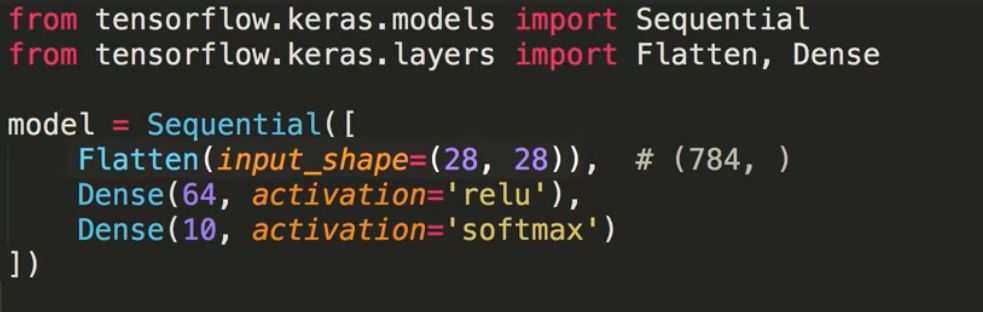 from tensorflow.keras.models import Sequential
from tensorflow.keras.layers import Flatten, Dense

model = Sequential([
    Flatten(input_shape=(28, 28)),  # (784, )
    Dense(64, activation='relu'),
    Dense(10, activation='softmax')
])